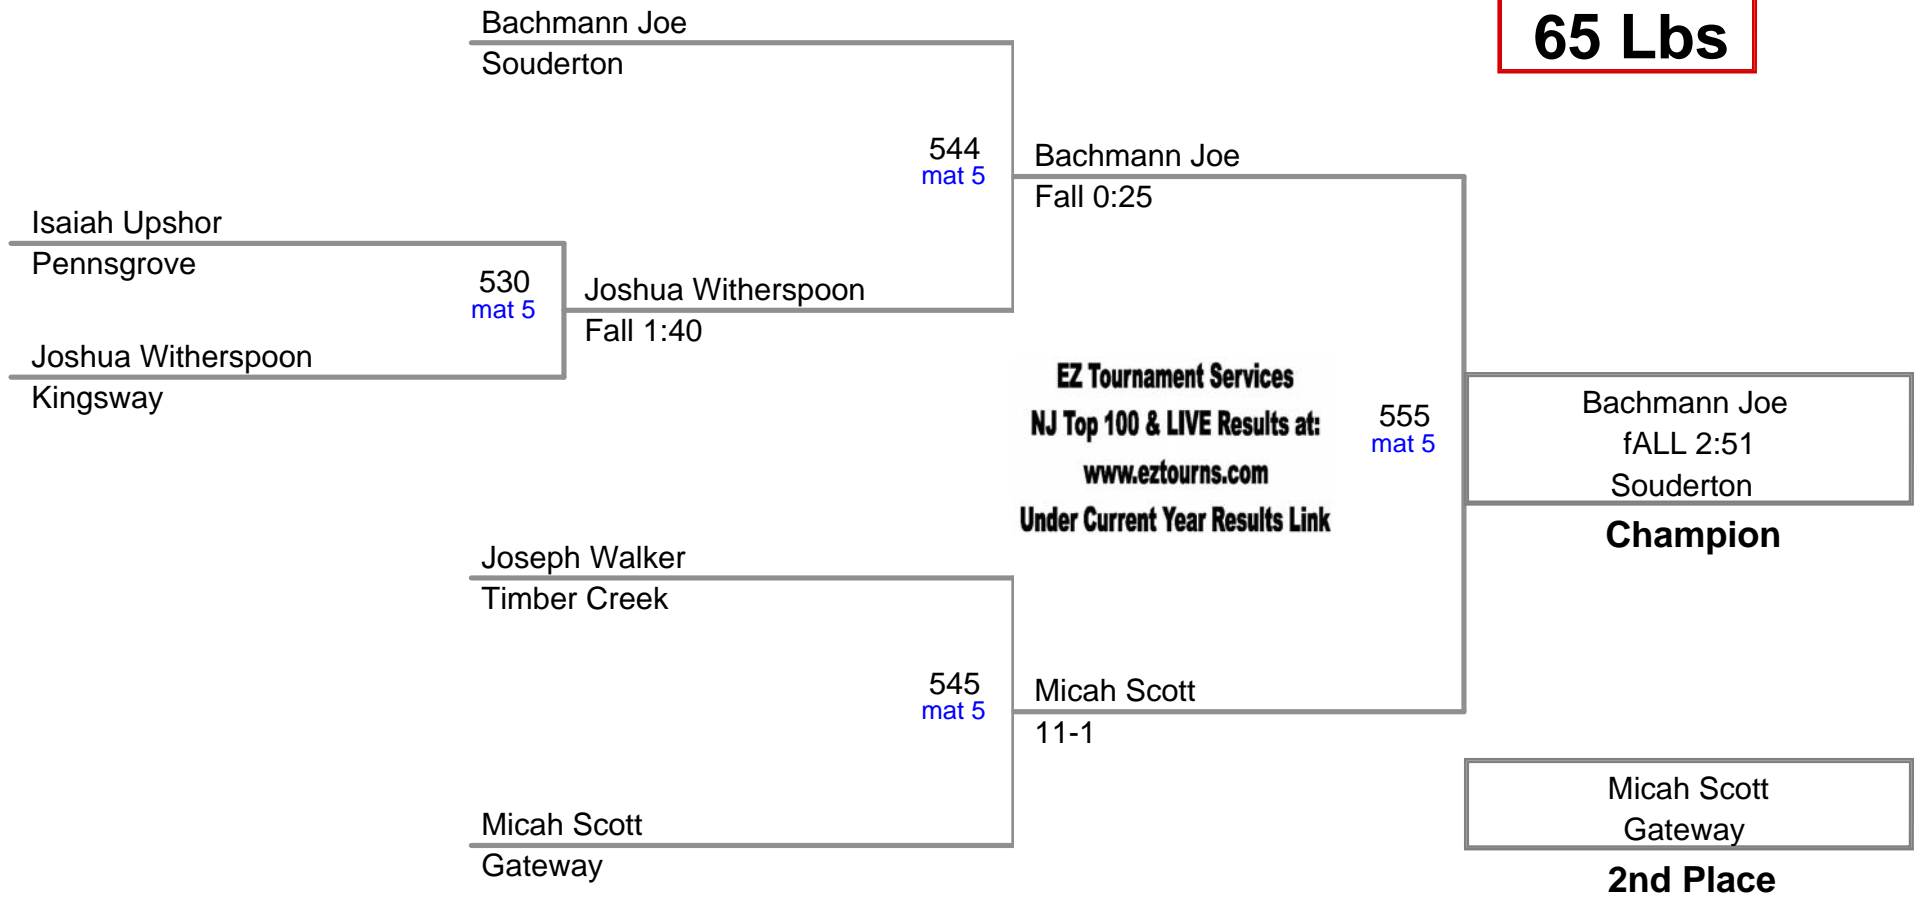 65 Lbs
Bachmann Joe
Souderton
544
mat 5
Bachmann Joe
Fall 0:25
Isaiah Upshor
Pennsgrove
530
mat 5
Joshua Witherspoon
Fall 1:40
Joshua Witherspoon
Kingsway
EZ Tournament Services
NJ Top 100 & LIVE Results at:
www.eztourns.com
Under Current Year Results Link
555
mat 5
Bachmann Joe
fALL 2:51
Souderton
Champion
Joseph Walker
Timber Creek
545
mat 5
Micah Scott
11-1
Micah Scott
Gateway
Micah Scott
Gateway
2nd Place